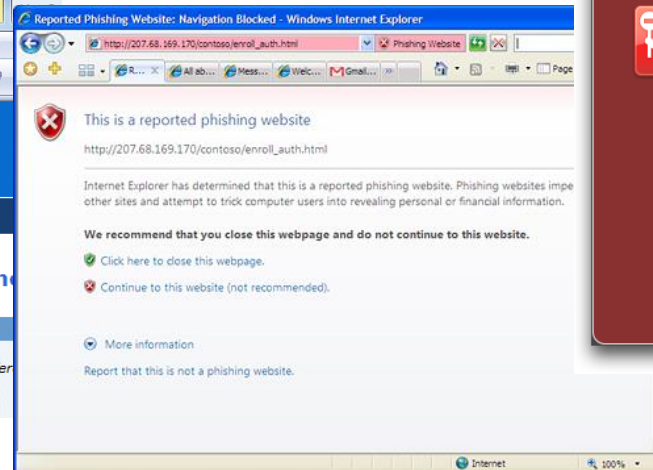 Reported Phishing Website: Navigation Blocked - Windows Internet Explorer
http://207.68.169.170/contoso/enroll_auth.html Phishing Website
R... All ab... Mess... Welc... Gmail... Page
This is a reported phishing website
http://207.68.169.170/contoso/enroll_auth.html
Internet Explorer has determined that this is a reported phishing website. Phishing websites impe
other sites and attempt to trick computer users into revealing personal or financial information.
We recommend that you close this webpage and do not continue to this website.
Click here to close this webpage.
Continue to this website (not recommended).
More information
Report that this is not a phishing website.
Internet 100%